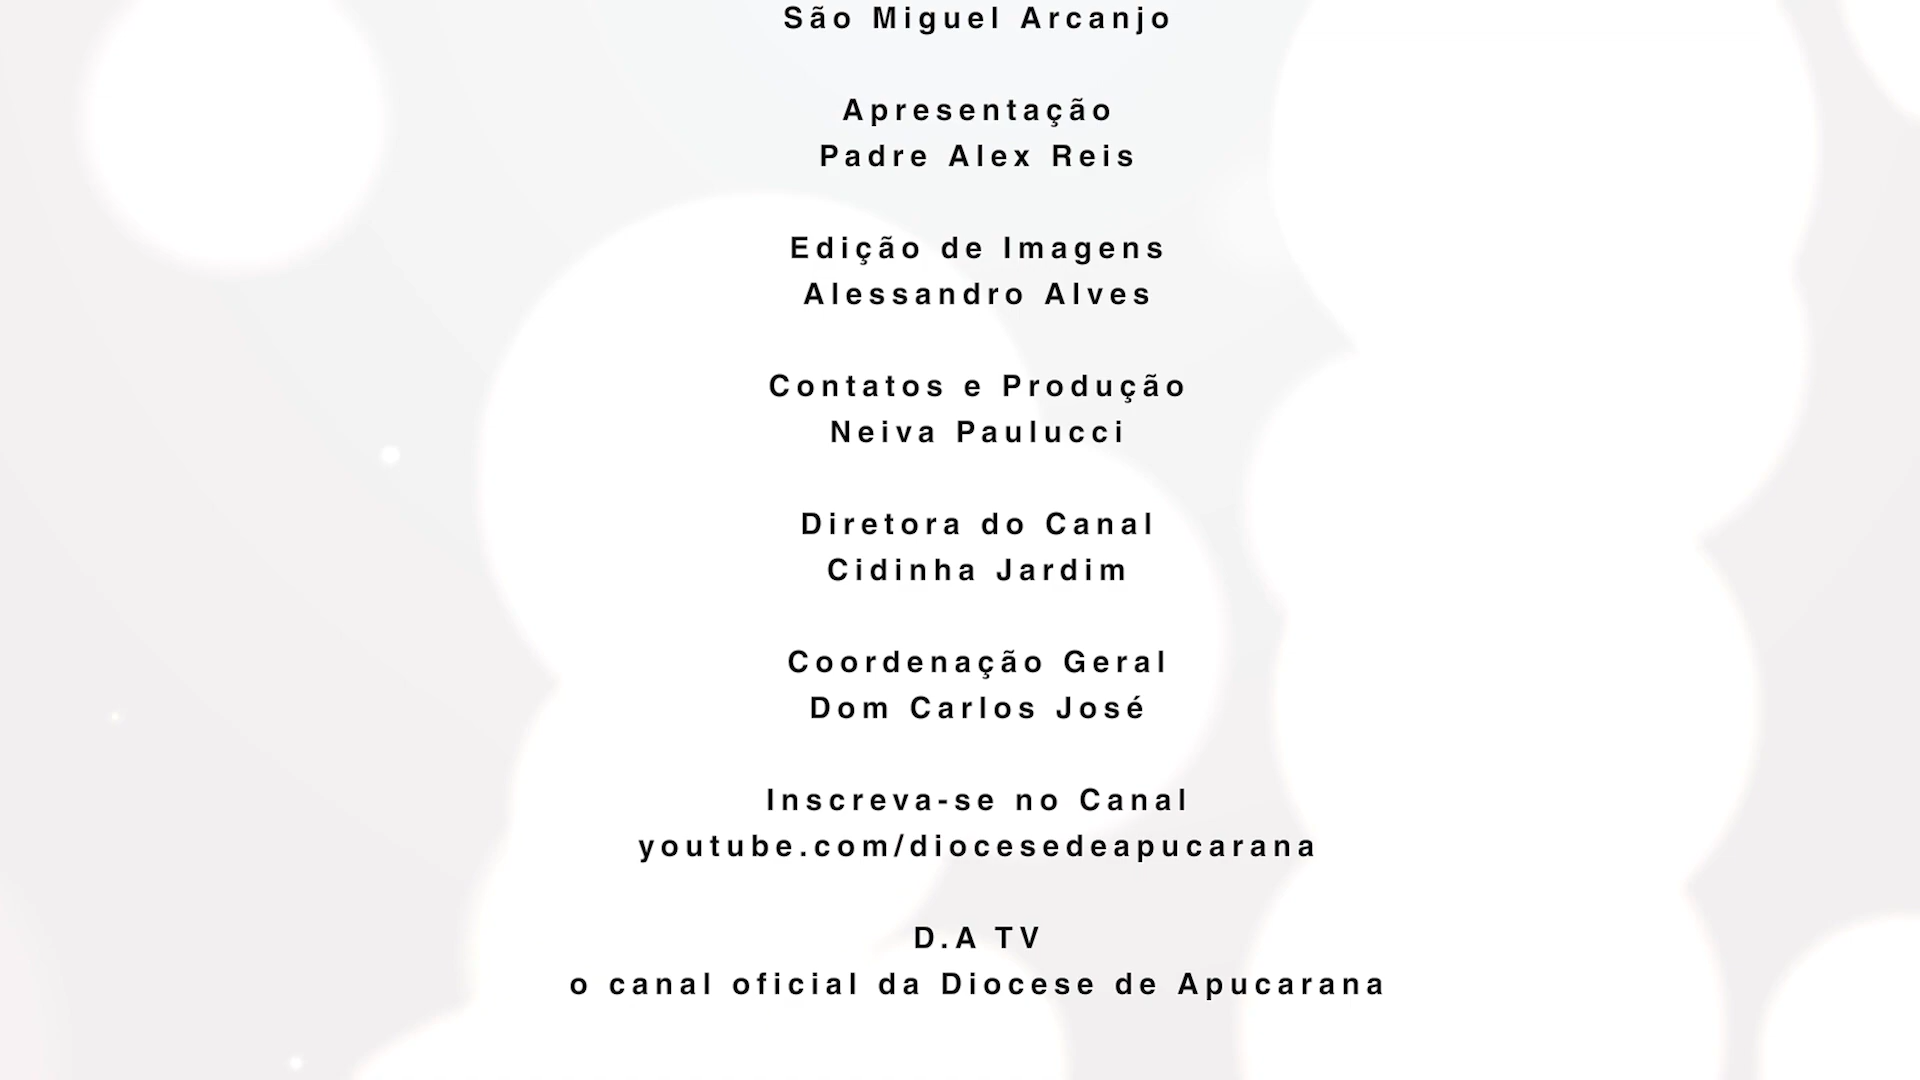 São Miguel Arcanjo
Apresentação
Padre Alex Reis
Edição de Imagens
Alessandro Alves
Contatos e Produção
Neiva Paulucci
Diretora do Canal
Cidinha Jardim
Coordenação Geral
Dom Carlos José
Inscreva-se no Canal
youtube.com/diocesedeapucarana
D.A TV
o canal oficial da Diocese de Apucarana